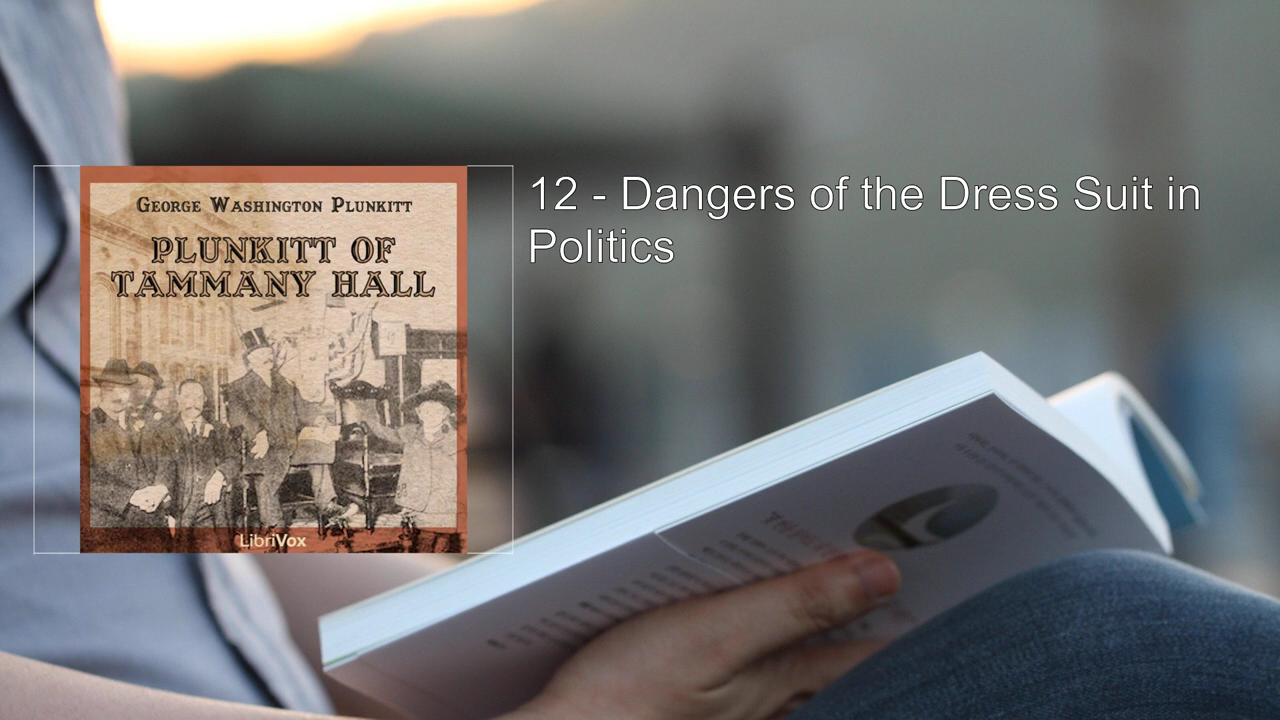 GEORGE WASHINGTON PLUNKITT
PLUNKITT OF
TAMMANY HALL
LibriVox
12 - Dangers of the Dress Suit in
Politics